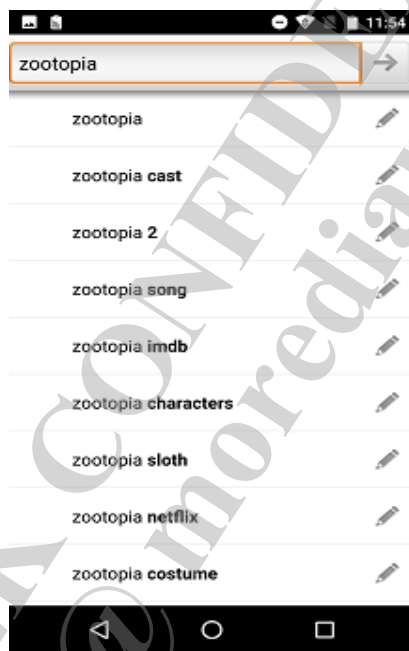 11:54
zootopia
zootopia
zootopia cast
zootopia 2
zootopia song
zootopia imdb
zootopia characters
zootopia sloth
zootopia netflix
zootopia costume